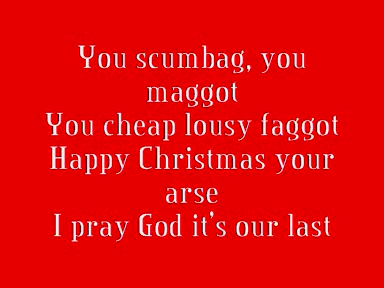 You scumbag, you
maggot
You cheap lousy faggot
Happy Christmas your
arse
I pray God it's our last